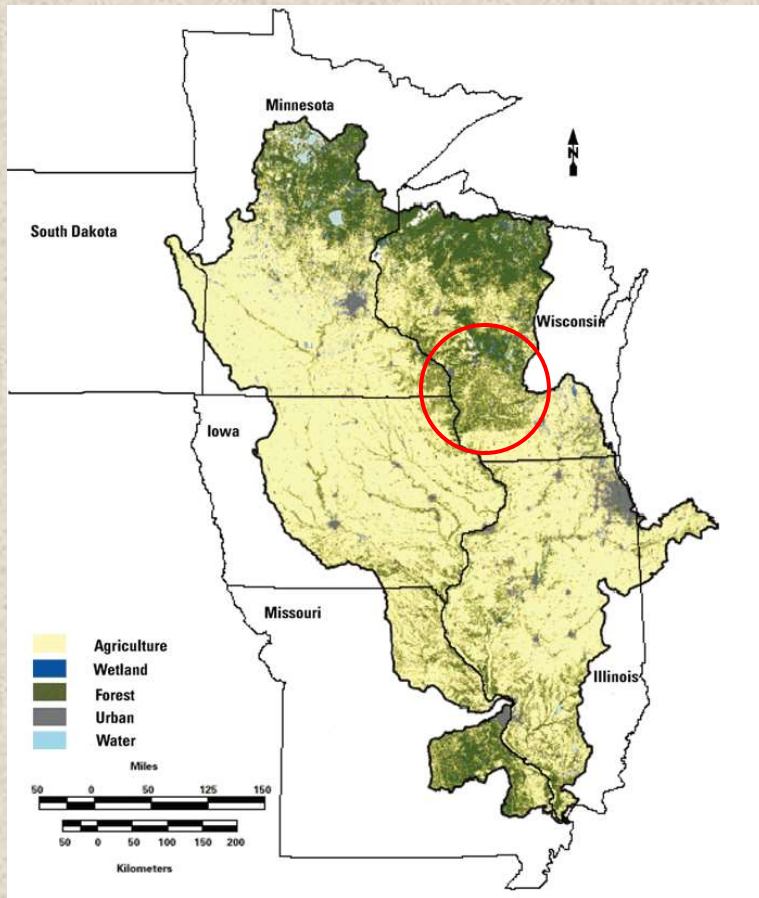 Minnesota
N
South Dakota
Wisconsin
Iowa
Missouri
Illinois
Agriculture
Wetland
Forest
Urban
Water
Miles
50 0 50 125 150
50 0 50 100 150 200
Kilometers